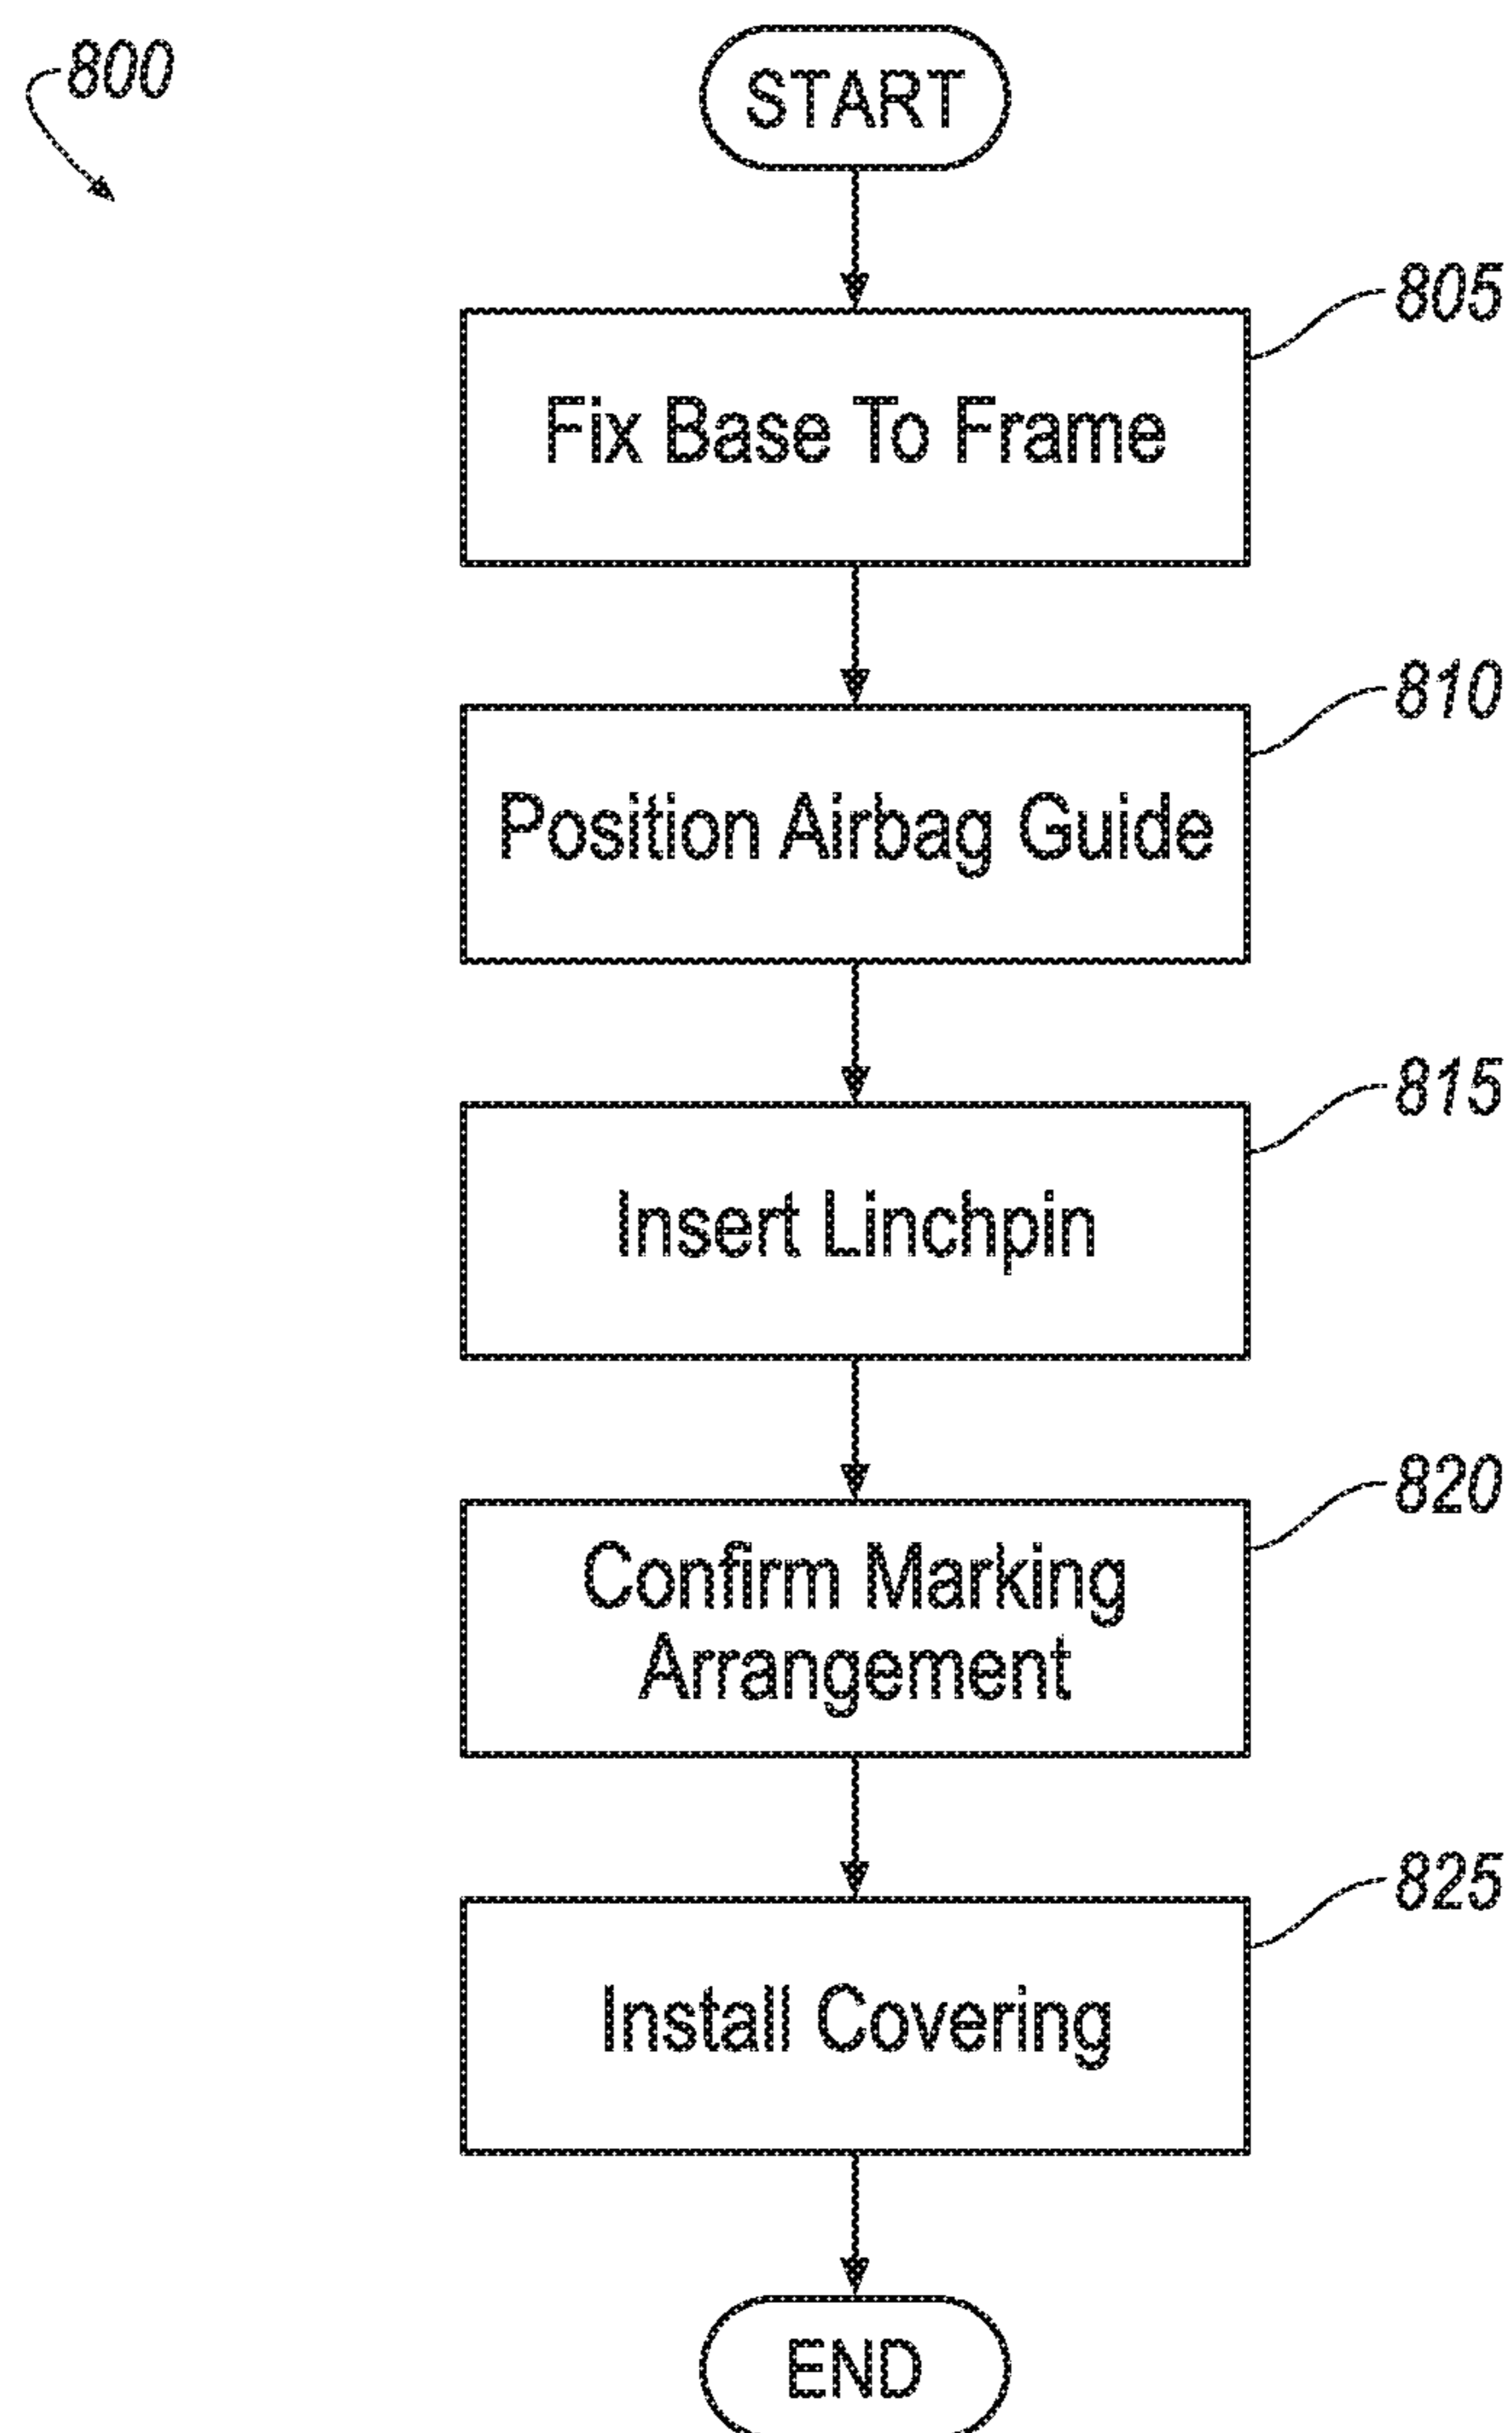 800
START
805
Fix Base To Frame
810
Position Airbag Guide
815
Insert Linchpin
820
Confirm Marking
Arrangement
825
Install Covering
END